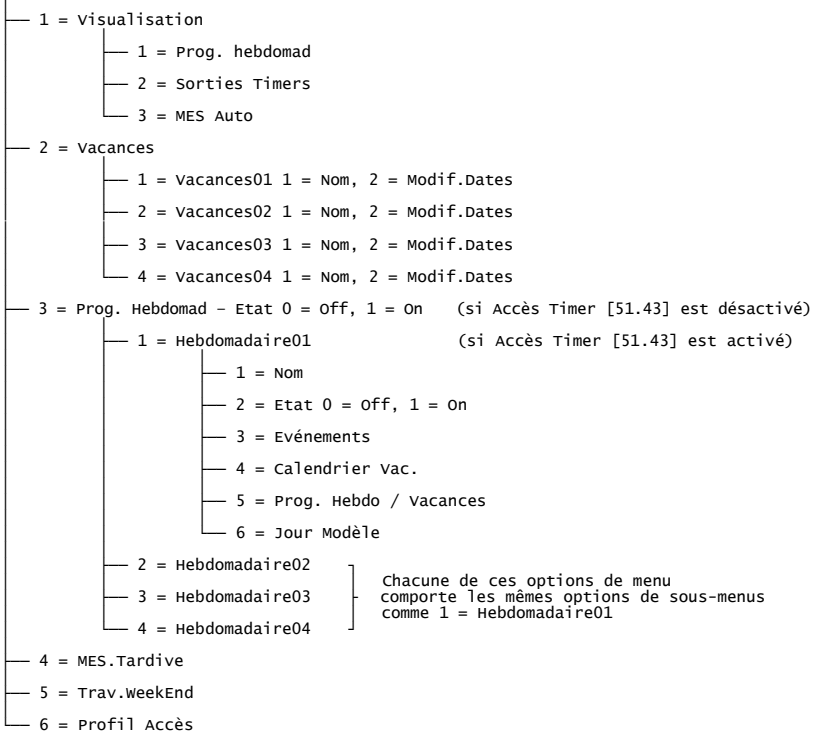 1 = Visualisation
1 = Prog. hebdomad
2 = Sorties Timers
3 = MES Auto
2 = Vacances
1 = Vacances01 1 = Nom, 2 = Modif.Dates
2 = Vacances02 1 = Nom, 2 = Modif.Dates
3 = Vacances03 1 = Nom, 2 = Modif.Dates
4 = Vacances04 1 = Nom, 2 = Modif.Dates
3 = Prog. Hebdomad – Etat 0 = Off, 1 = On (si Accès Timer [51.43] est désactivé)
1 = Hebdomadaire01 (si Accès Timer [51.43] est activé)
1 = Nom
2 = Etat 0 = Off, 1 = On
3 = Evénements
4 = Calendrier Vac.
5 = Prog. Hebdo / Vacances
6 = Jour Modèle
2 = Hebdomadaire02
3 = Hebdomadaire03
4 = Hebdomadaire04
Chacune de ces options de menu
comporte les mêmes options de sous-menus
comme 1 = Hebdomadaire01
4 = MES.Tardive
5 = Trav.WeekEnd
6 = Profil Accès